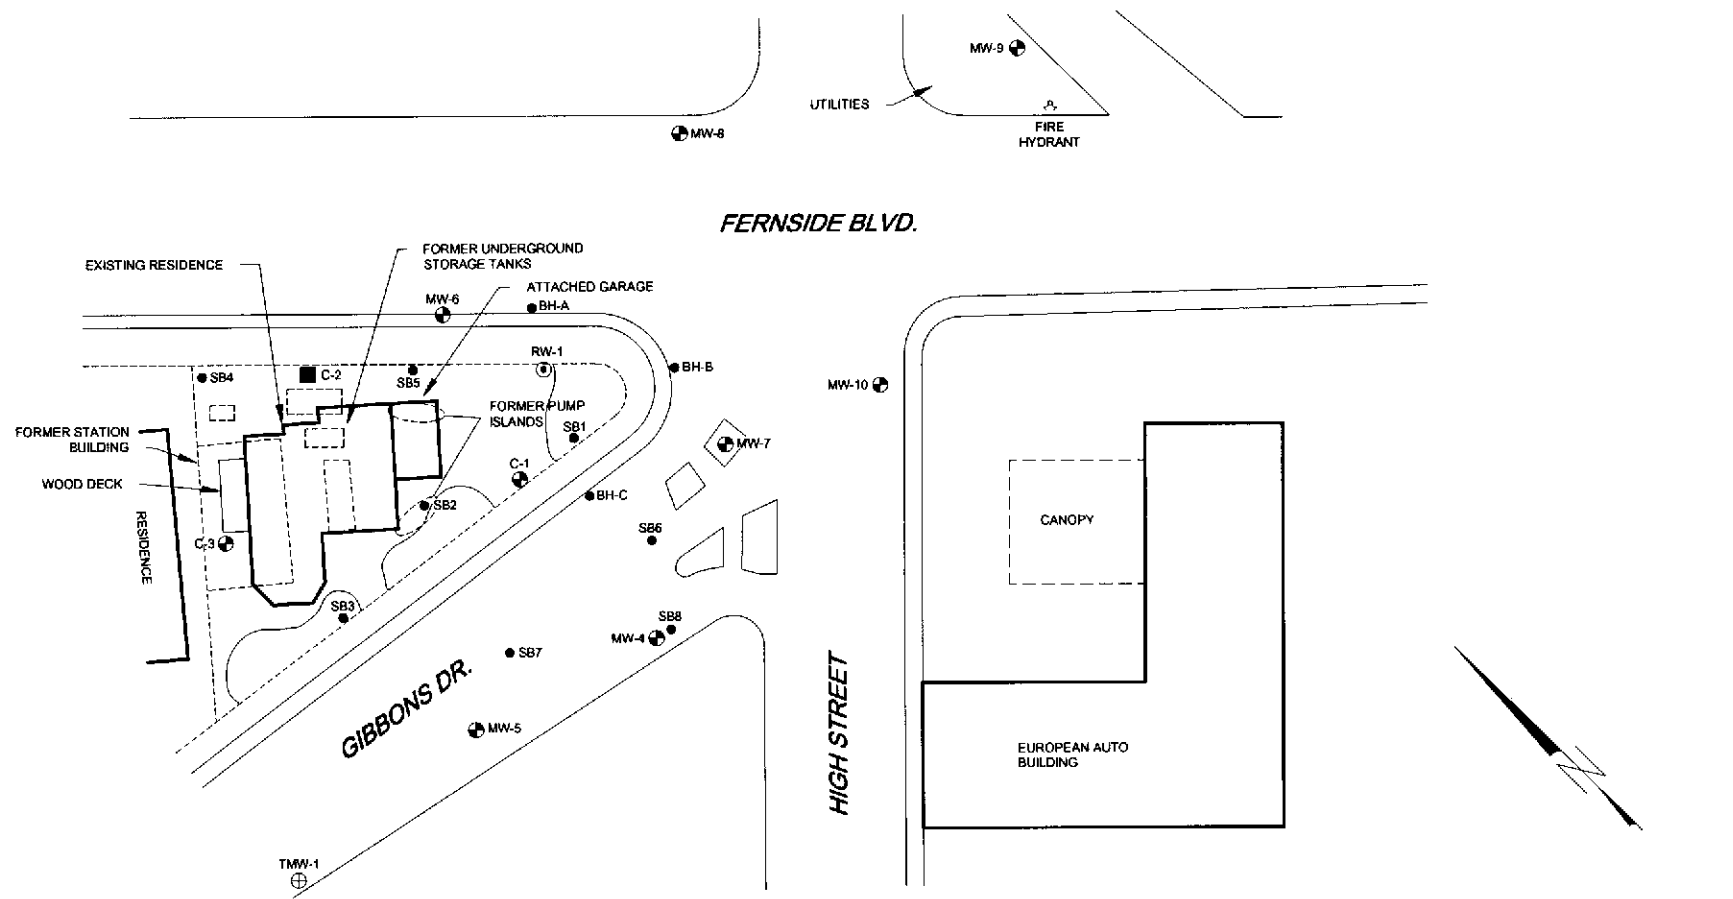 MW-9
UTILITIES
FIRE
HYDRANT
MW-8
FERNSIDE BLVD.
FORMER UNDERGROUND
STORAGE TANKS
EXISTING RESIDENCE
ATTACHED GARAGE
MW-6
BH-A
RW-1
BH-B
SB4
C-2
SB5
MW-10
FORMER PUMP
ISLANDS
SB1
FORMER STATION
BUILDING
MW-7
C-1
WOOD DECK
BH-C
SB2
RESIDENCE
CANOPY
SB6
C-3
SB3
SB8
MW-4
SB7
GIBBONS DR.
HIGH STREET
MW-5
EUROPEAN AUTO
BUILDING
TMW-1
N